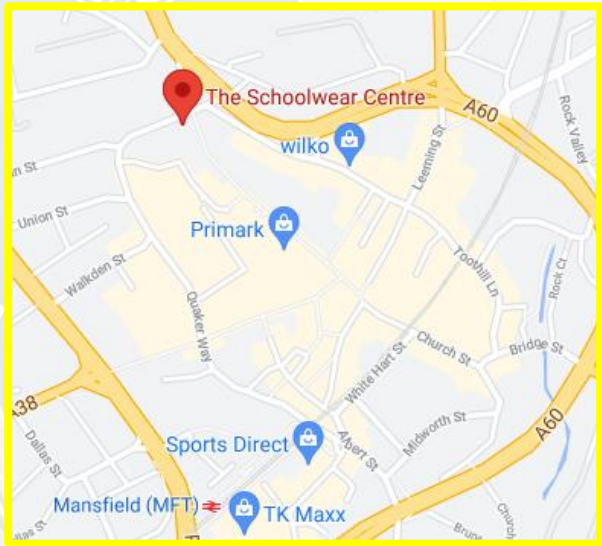 The Schoolwear Centre
A60
Rock Valley
Leeming St
wilko
Union St
Primark
Walkden St
Toothill Ln
Rock Ct
Quaker Way
Church St
Bridge St
White Hart St
A38
Midworth St
A60
Dallas St
Sports Direct
Albert St
Mansfield (MFT)
TK Maxx
Church